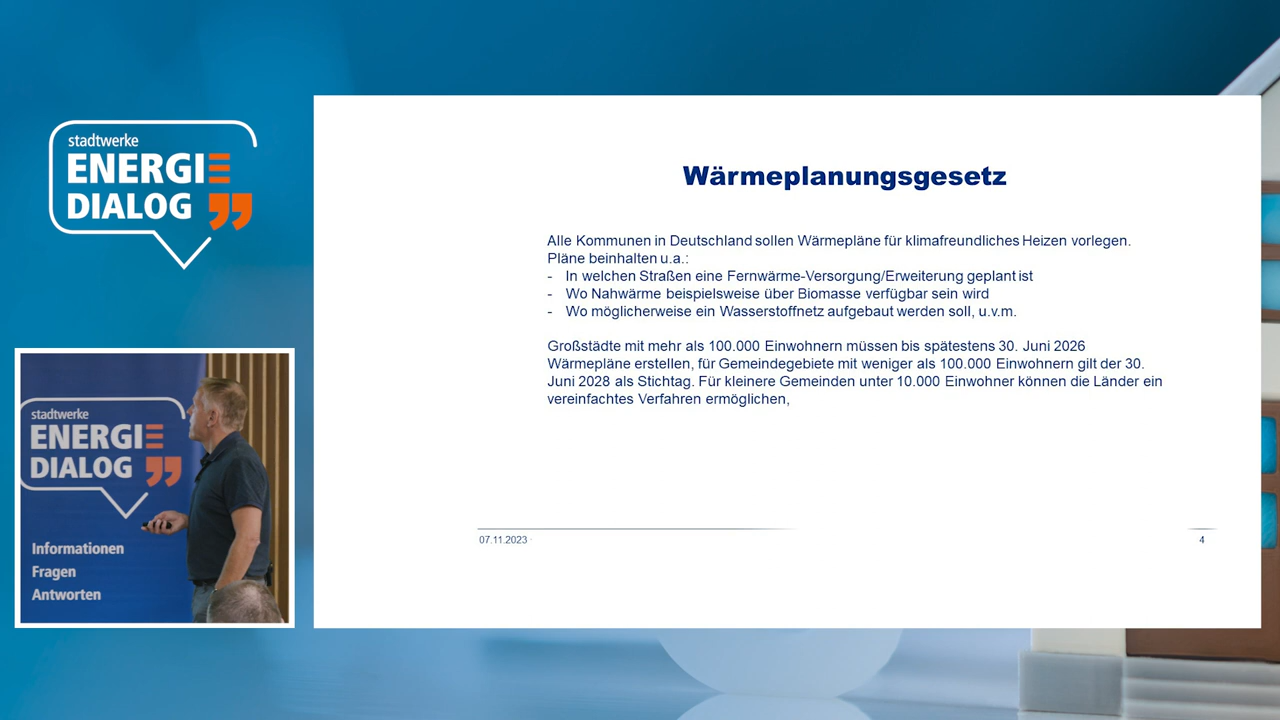 stadtwerke
ENERGIE
DIALOG
Wärmeplanungsgesetz
Alle Kommunen in Deutschland sollen Wärmepläne für klimafreundliches Heizen vorlegen.
Pläne beinhalten u.a.:
- In welchen Straßen eine Fernwärme-Versorgung/Erweiterung geplant ist
- Wo Nahwärme beispielsweise über Biomasse verfügbar sein wird
- Wo möglicherweise ein Wasserstoffnetz aufgebaut werden soll, u.v.m.
Großstädte mit mehr als 100.000 Einwohnern müssen bis spätestens 30. Juni 2026
Wärmepläne erstellen, für Gemeindegebiete mit weniger als 100.000 Einwohnern gilt der 30.
Juni 2028 als Stichtag. Für kleinere Gemeinden unter 10.000 Einwohner können die Länder ein
vereinfachtes Verfahren ermöglichen,
07.11.2023
4
stadtwerke
ENERGIE
DIALOG
Informationen
Fragen
Antworten